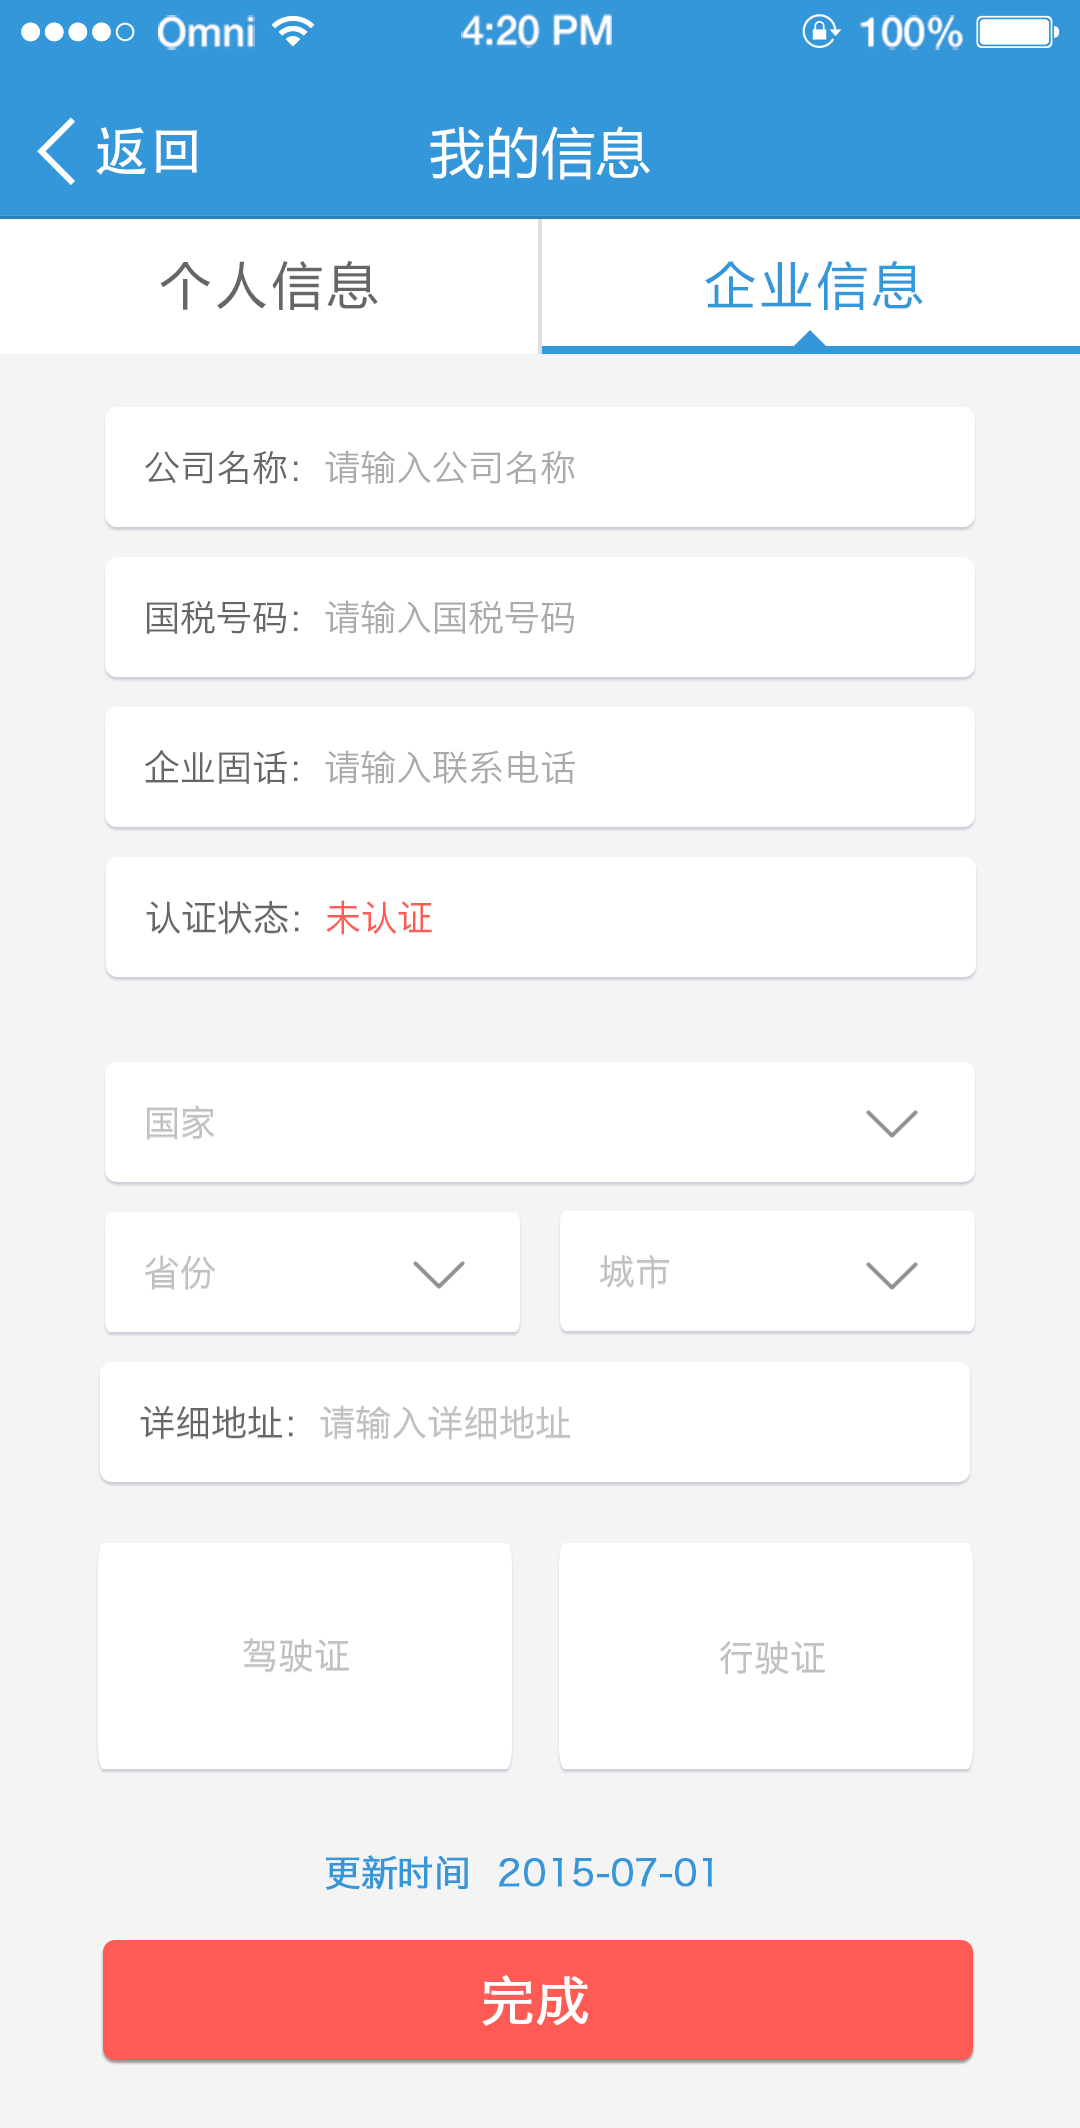 Omni 4:20 PM 100%
返回 我的信息
个人信息 企业信息
公司名称: 请输入公司名称
国税号码: 请输入国税号码
企业固话: 请输入联系电话
认证状态: 未认证
国家
省份 城市
详细地址: 请输入详细地址
驾驶证 行驶证
更新时间 2015-07-01
完成